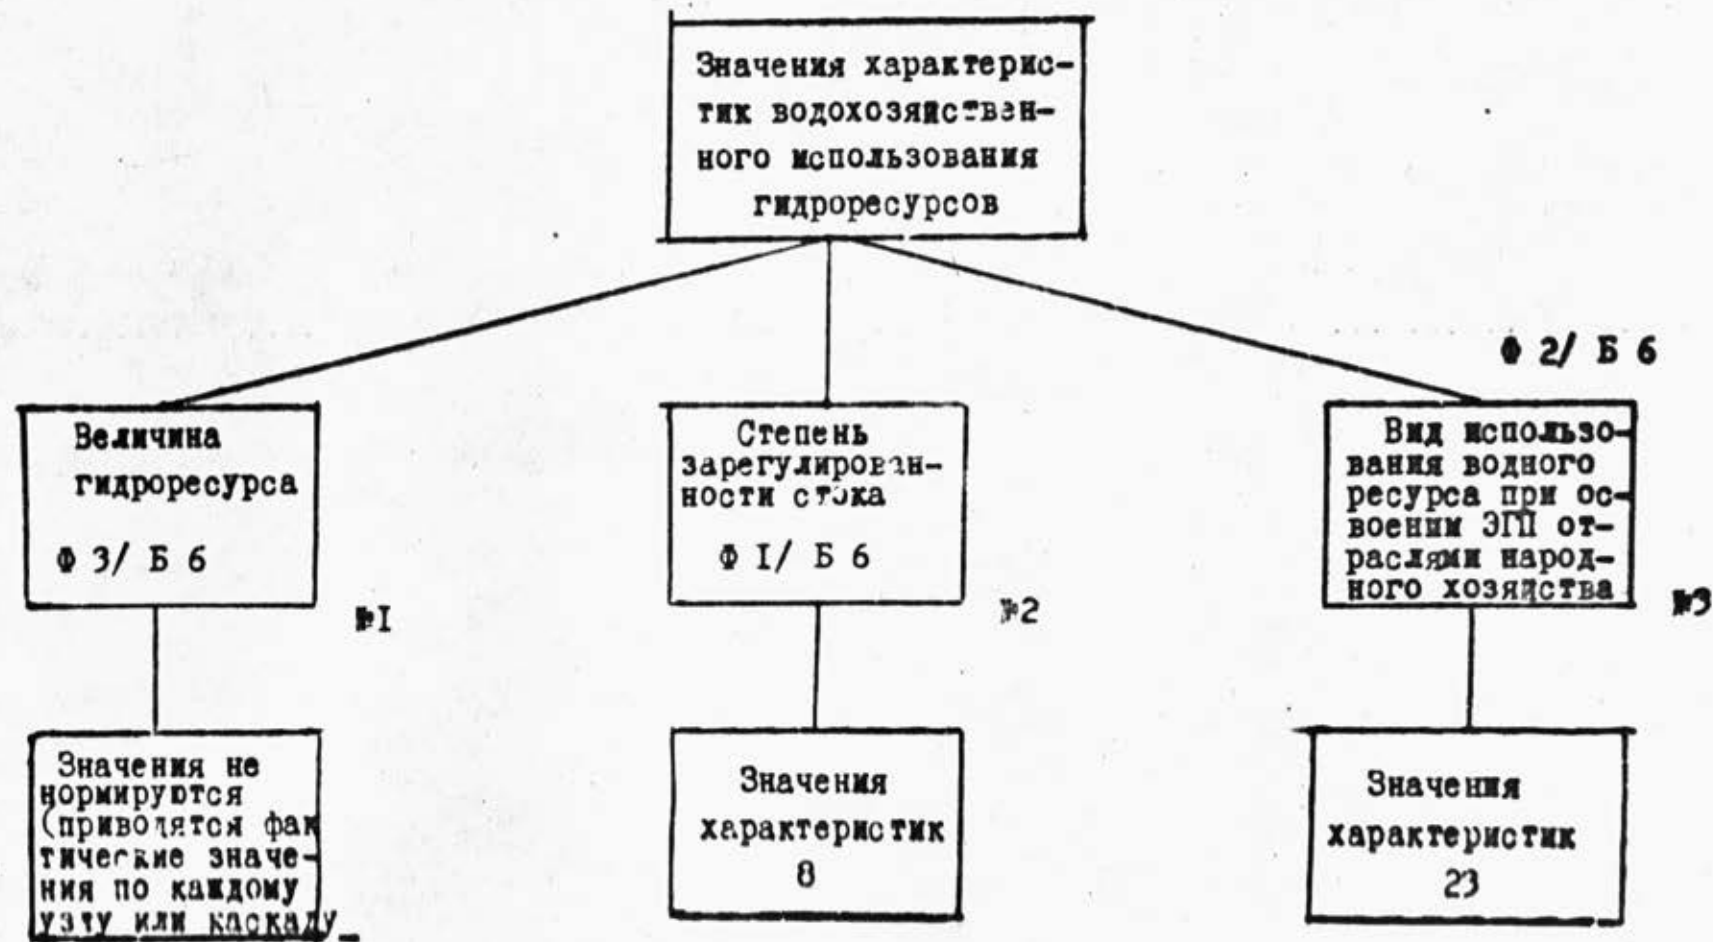 Значения характерис-
тик водохозяйствен-
ного использования
гидроресурсов
Величина
гидроресурса
Ф 3/ Б 6
№I
Степень
зарегулирован-
ности стока
Ф I/ Б 6
№2
Ф 2/ Б 6
Вид использо-
вания водного
ресурса при ос-
воении ЭГП от-
раслями народ-
ного хозяйства
№3
Значения не
нормируются
(приводятся фак
тические значе-
ния по каждому
узлу или каскаду
Значения
характеристик
8
Значения
характеристик
23